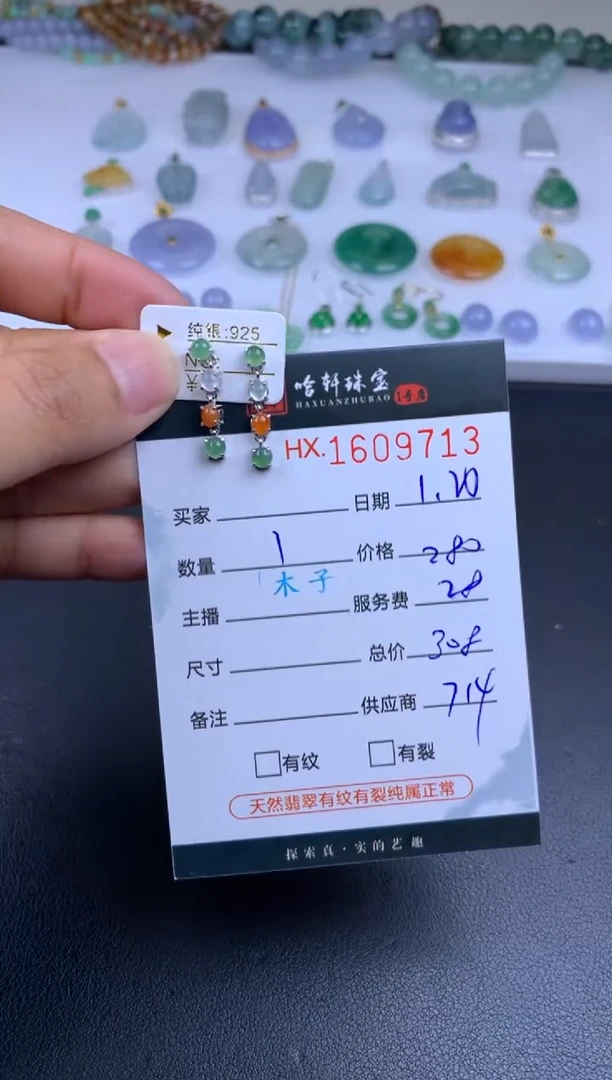 纯银:925
哈轩珠宝
HAXUANZHUBAO 1号店
HX.1609713
买家 日期 1.20
数量 1 价格 280
木子
主播 服务费 28
尺寸 总价 308
备注 供应商 714
有纹 有裂
天然翡翠有纹有裂纯属正常
探索真·实的艺趣